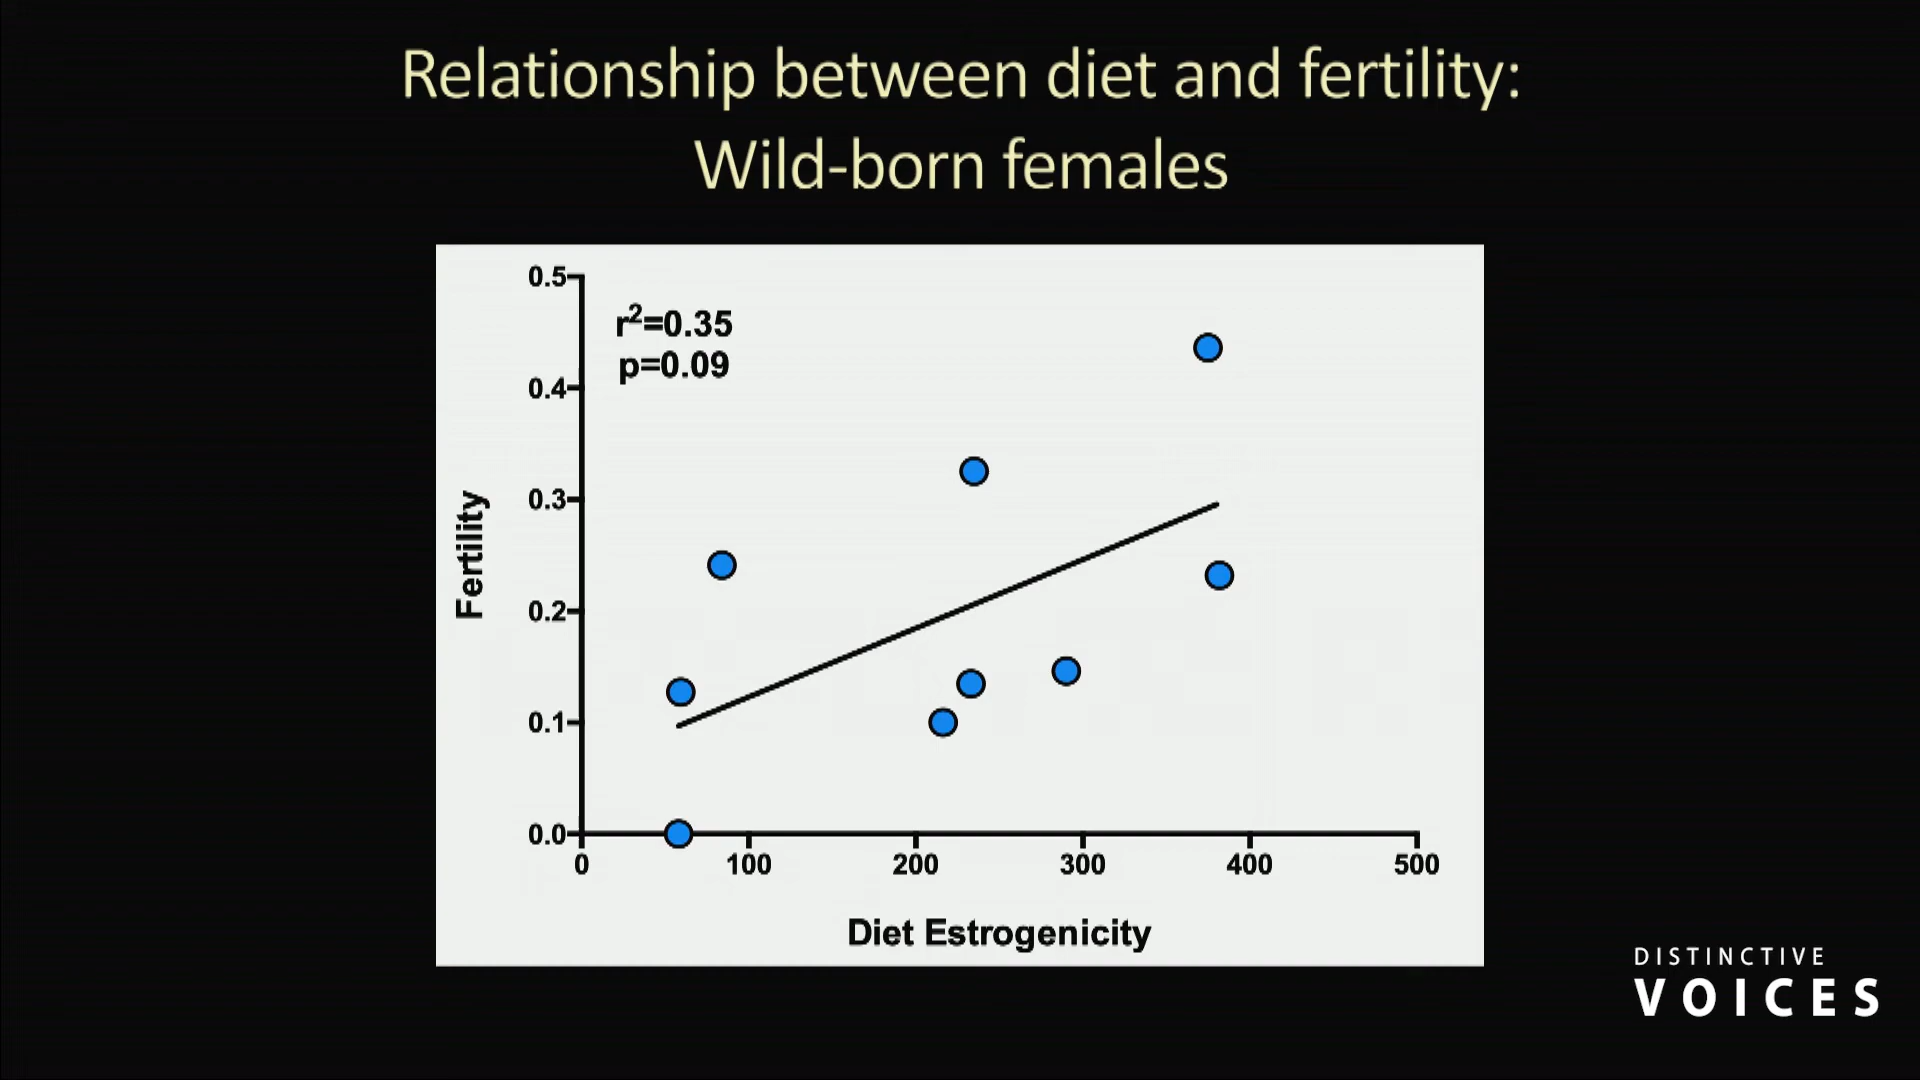 Relationship between diet and fertility:
Wild-born females
r²=0.35
p=0.09
0.5
0.4
0.3
0.2
0.1
0.0
Fertility
0 100 200 300 400 500
Diet Estrogenicity
DISTINCTIVE
VOICES